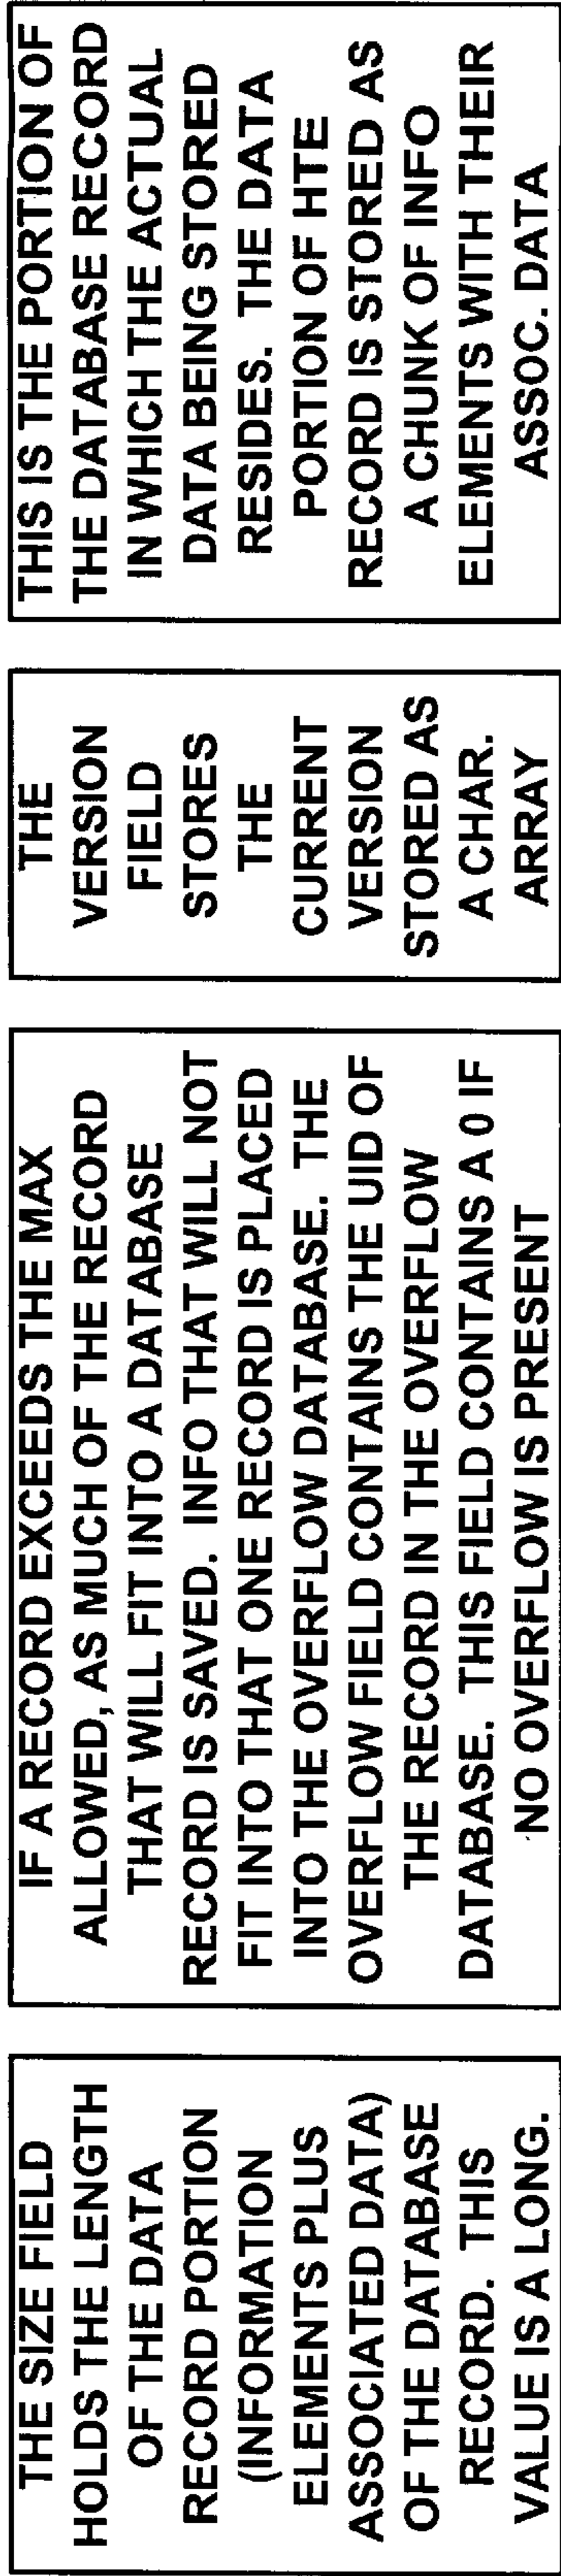 THE SIZE FIELD
HOLDS THE LENGTH
OF THE DATA
RECORD PORTION
(INFORMATION
ELEMENTS PLUS
ASSOCIATED DATA)
OF THE DATABASE
RECORD. THIS
VALUE IS A LONG.
IF A RECORD EXCEEDS THE MAX
ALLOWED, AS MUCH OF THE RECORD
THAT WILL FIT INTO A DATABASE
RECORD IS SAVED. INFO THAT WILL NOT
FIT INTO THAT ONE RECORD IS PLACED
INTO THE OVERFLOW DATABASE. THE
OVERFLOW FIELD CONTAINS THE UID OF
THE RECORD IN THE OVERFLOW
DATABASE. THIS FIELD CONTAINS A 0 IF
NO OVERFLOW IS PRESENT
THE
VERSION
FIELD
STORES
THE
CURRENT
VERSION
STORED AS
A CHAR.
ARRAY
THIS IS THE PORTION OF
THE DATABASE RECORD
IN WHICH THE ACTUAL
DATA BEING STORED
RESIDES. THE DATA
PORTION OF HTE
RECORD IS STORED AS
A CHUNK OF INFO
ELEMENTS WITH THEIR
ASSOC. DATA